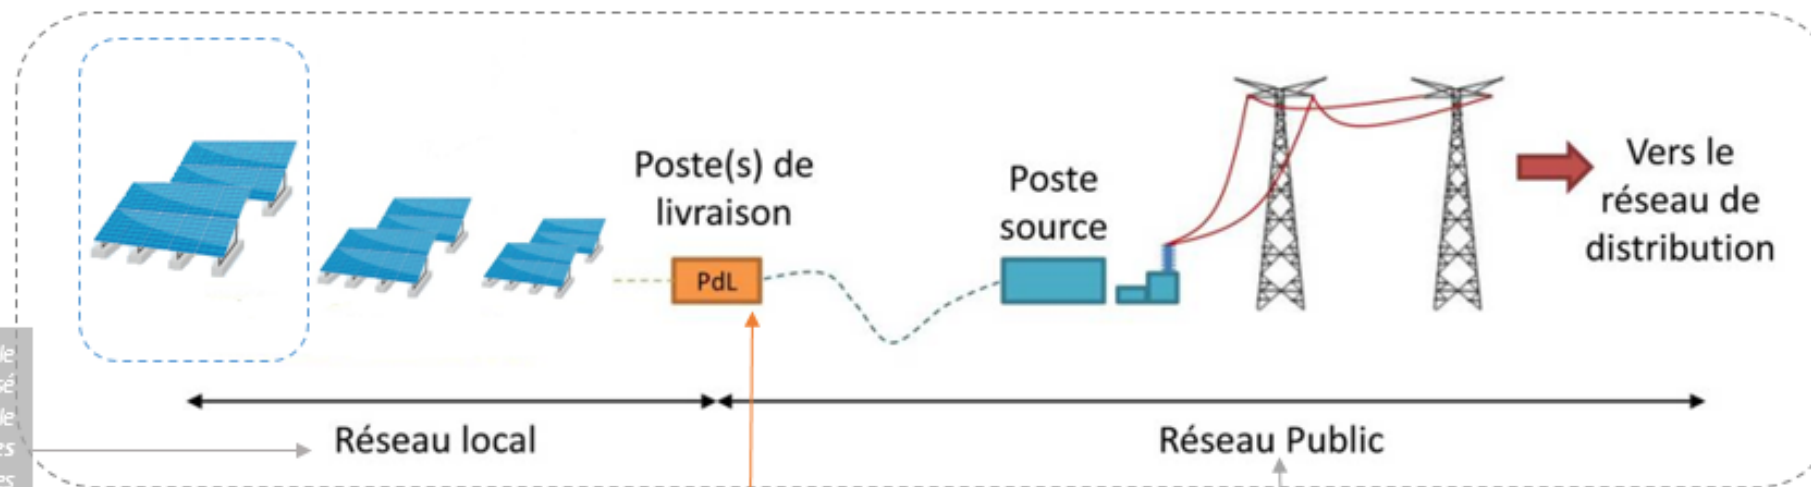 Poste(s) de
livraison
PdL
Poste
source
Vers le
réseau de
distribution
Réseau local
Réseau Public